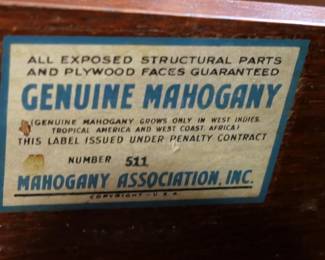 ALL EXPOSED STRUCTURAL PARTS
AND PLYWOOD FACES GUARANTEED
GENUINE MAHOGANY
(GENUINE MAHOGANY GROWS ONLY IN WEST INDIES,
TROPICAL AMERICA AND WEST COAST, AFRICA)
THIS LABEL ISSUED UNDER PENALTY CONTRACT
NUMBER 511
MAHOGANY ASSOCIATION, INC.
COPYRIGHT - U.S.A.